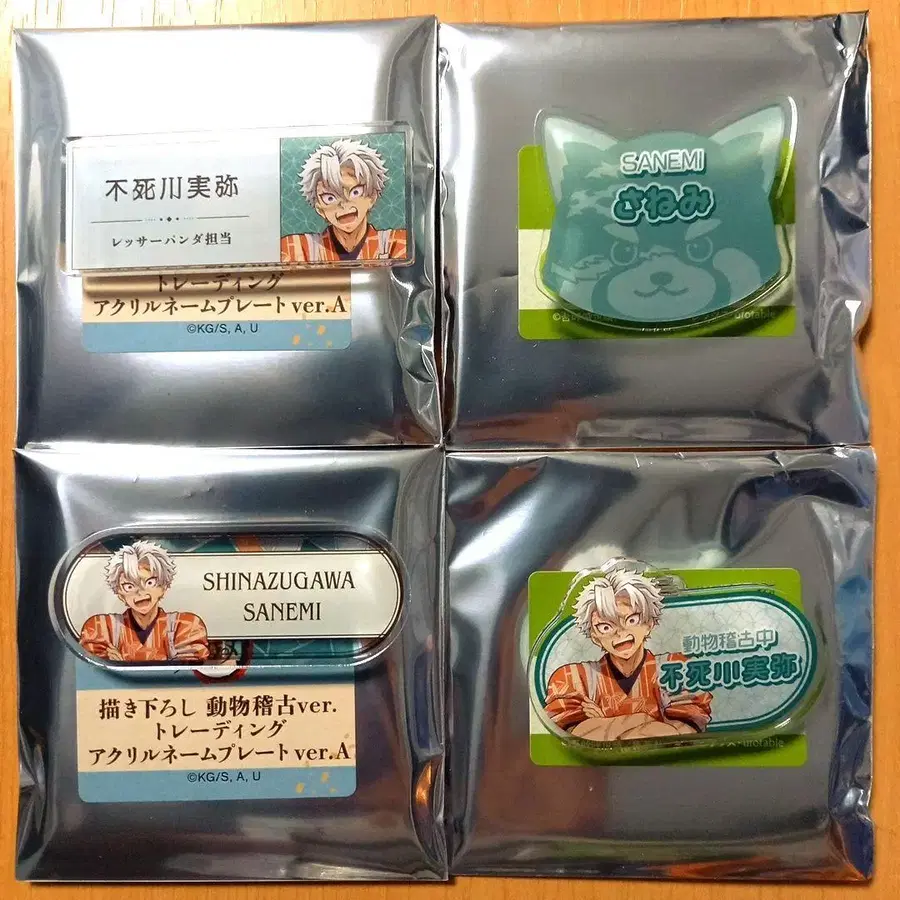 不死川実弥
レッサーパンダ担当
トレーディング
アクリルネームプレートver.A
©KG/S, A, U
SANEMI
さねみ
ufotable
SHINAZUGAWA
SANEMI
描き下ろし 動物稽古ver.
トレーディング
アクリルネームプレートver.A
©KG/S, A, U
動物稽古中
不死川実弥
ufotable